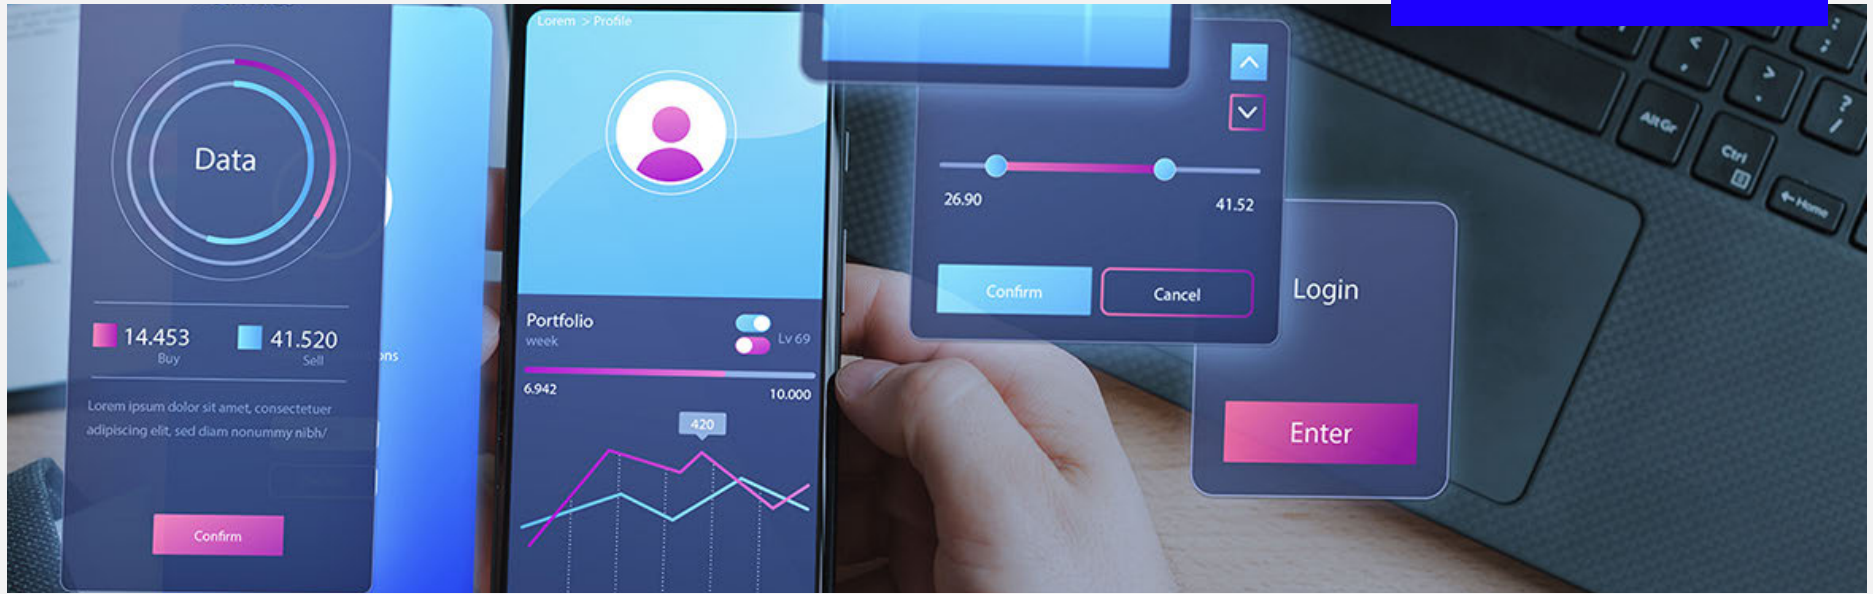 Lorem > Profile
Data
14.453
Buy
41.520
Sell
Lorem ipsum dolor sit amet, consectetuer
adipiscing elit, sed diam nonummy nibh/
Confirm
Portfolio
week
Lv 69
6.942
10.000
420
26.90
41.52
Confirm
Cancel
Login
Enter
Alt Gr
Ctrl
Home
<
>
?
/